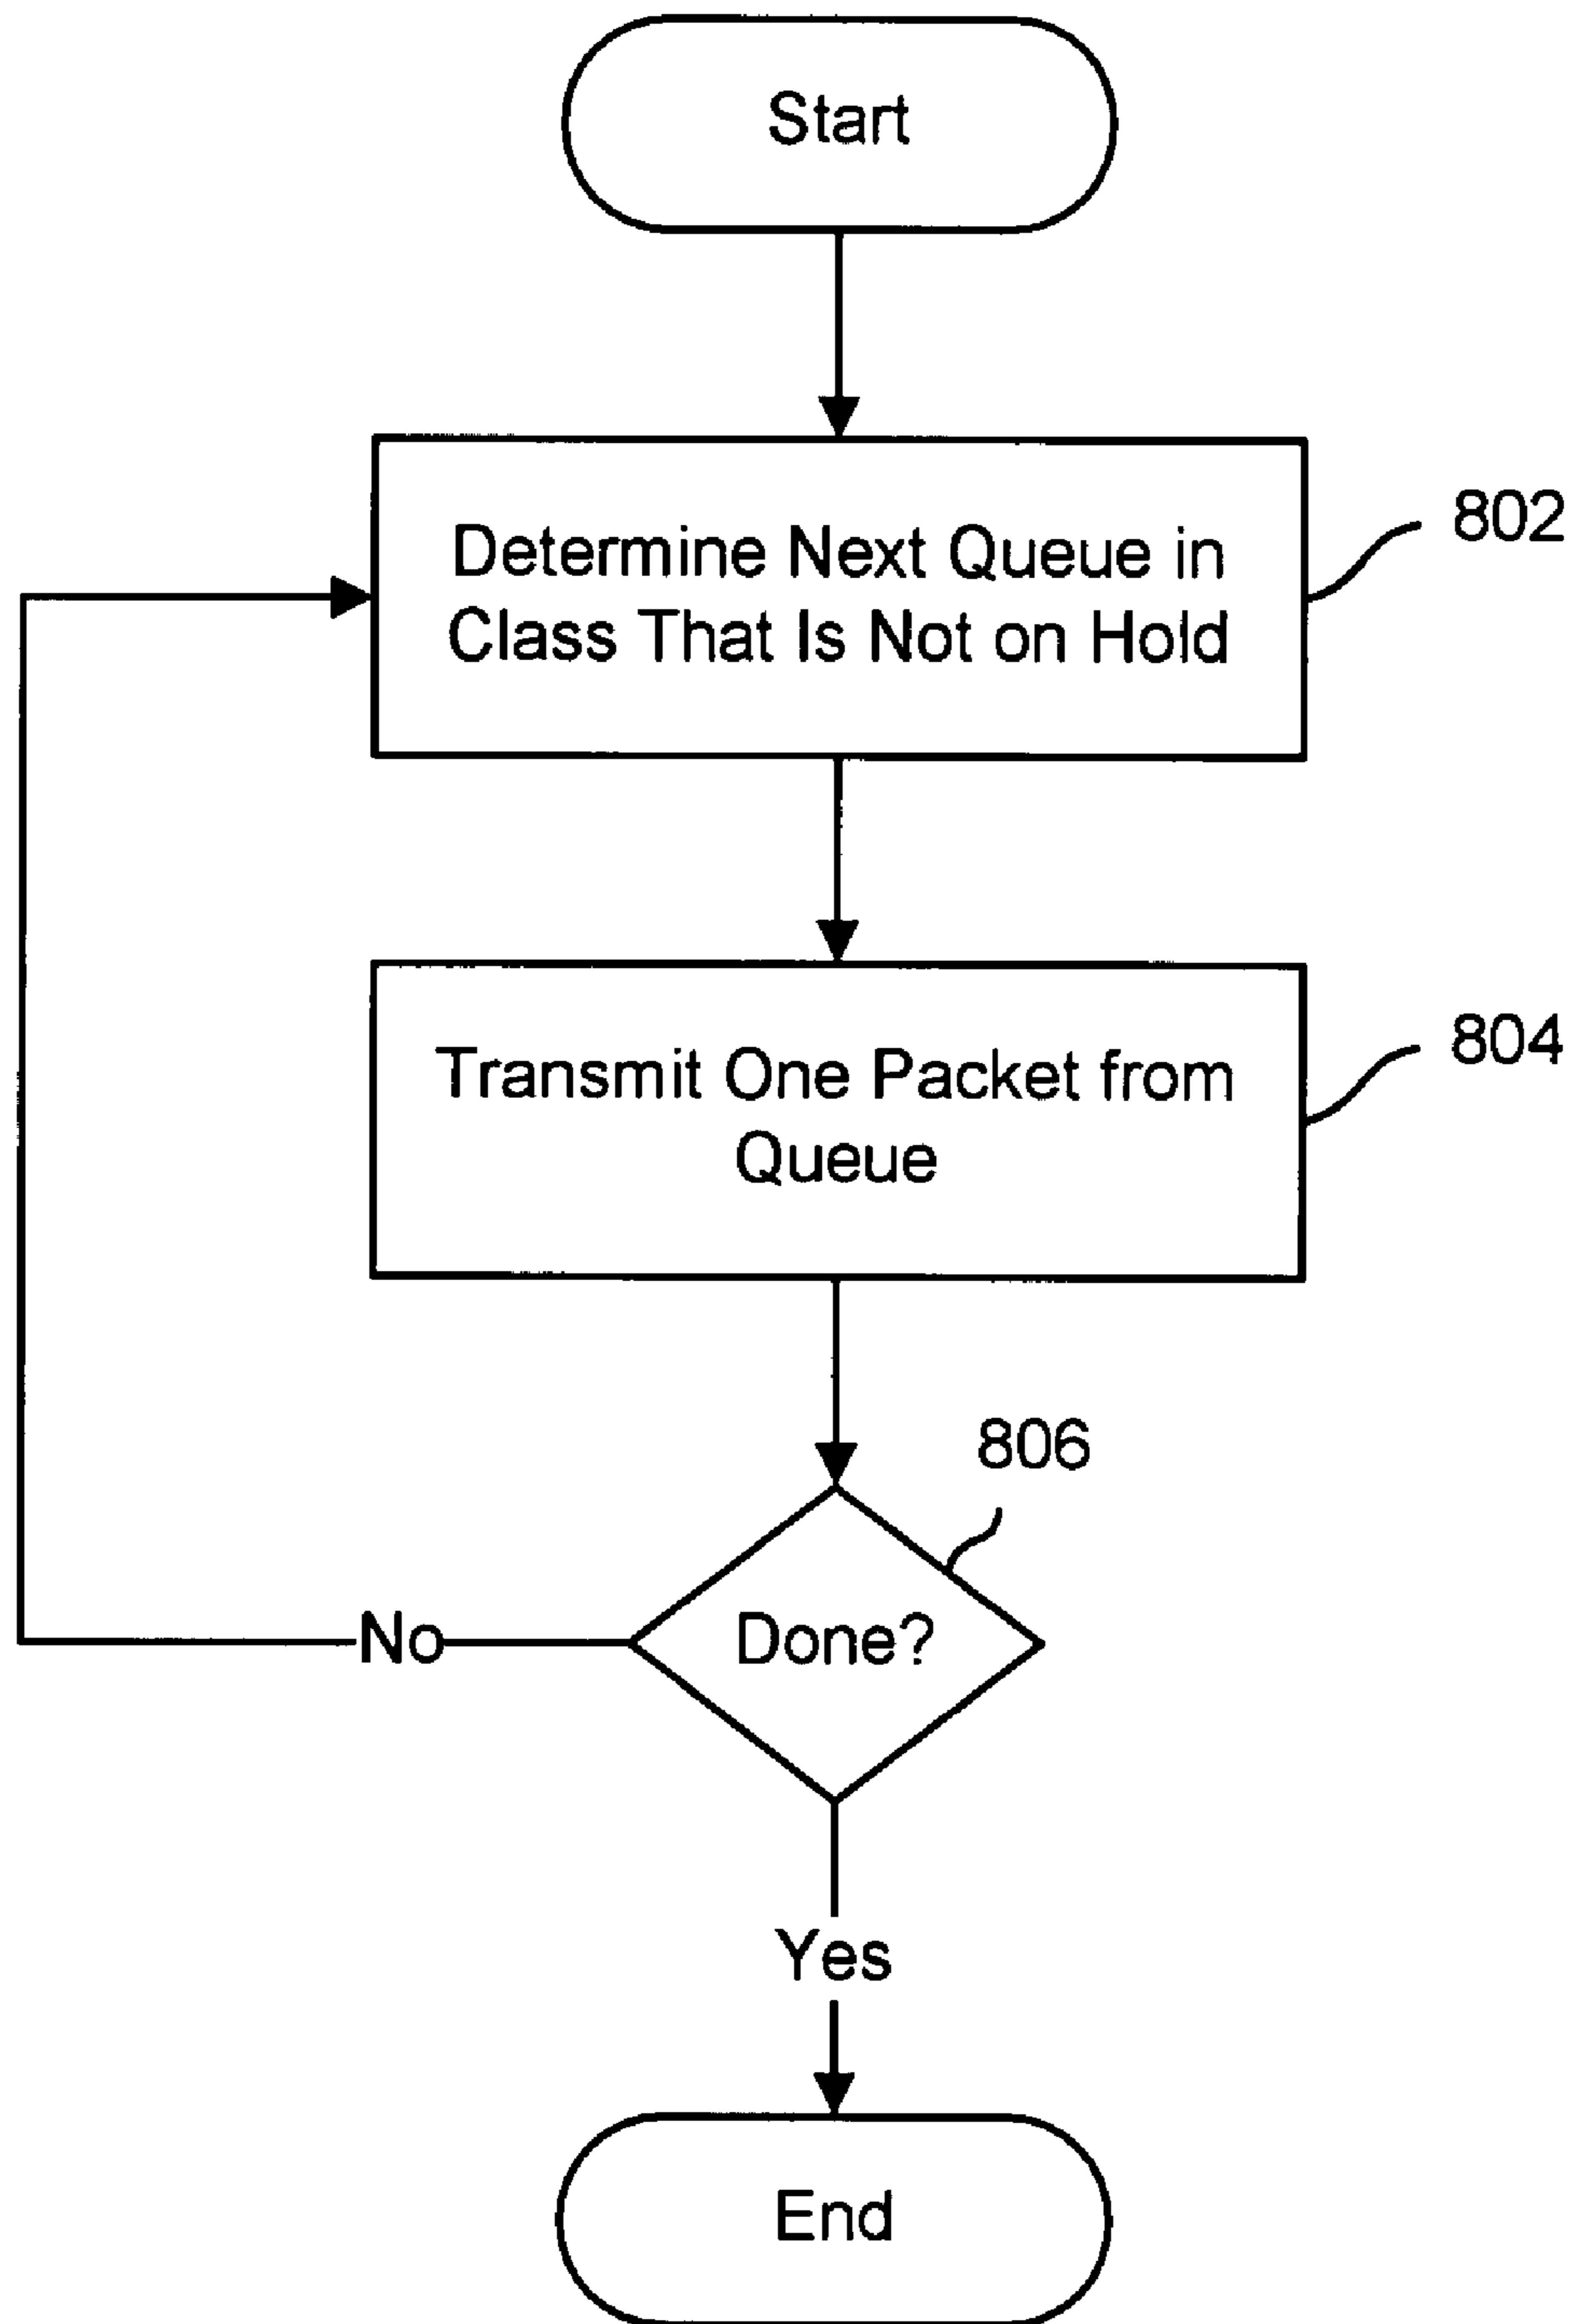 Start
Determine Next Queue in
Class That Is Not on Hold
802
Transmit One Packet from
Queue
804
806
Done?
No
Yes
End